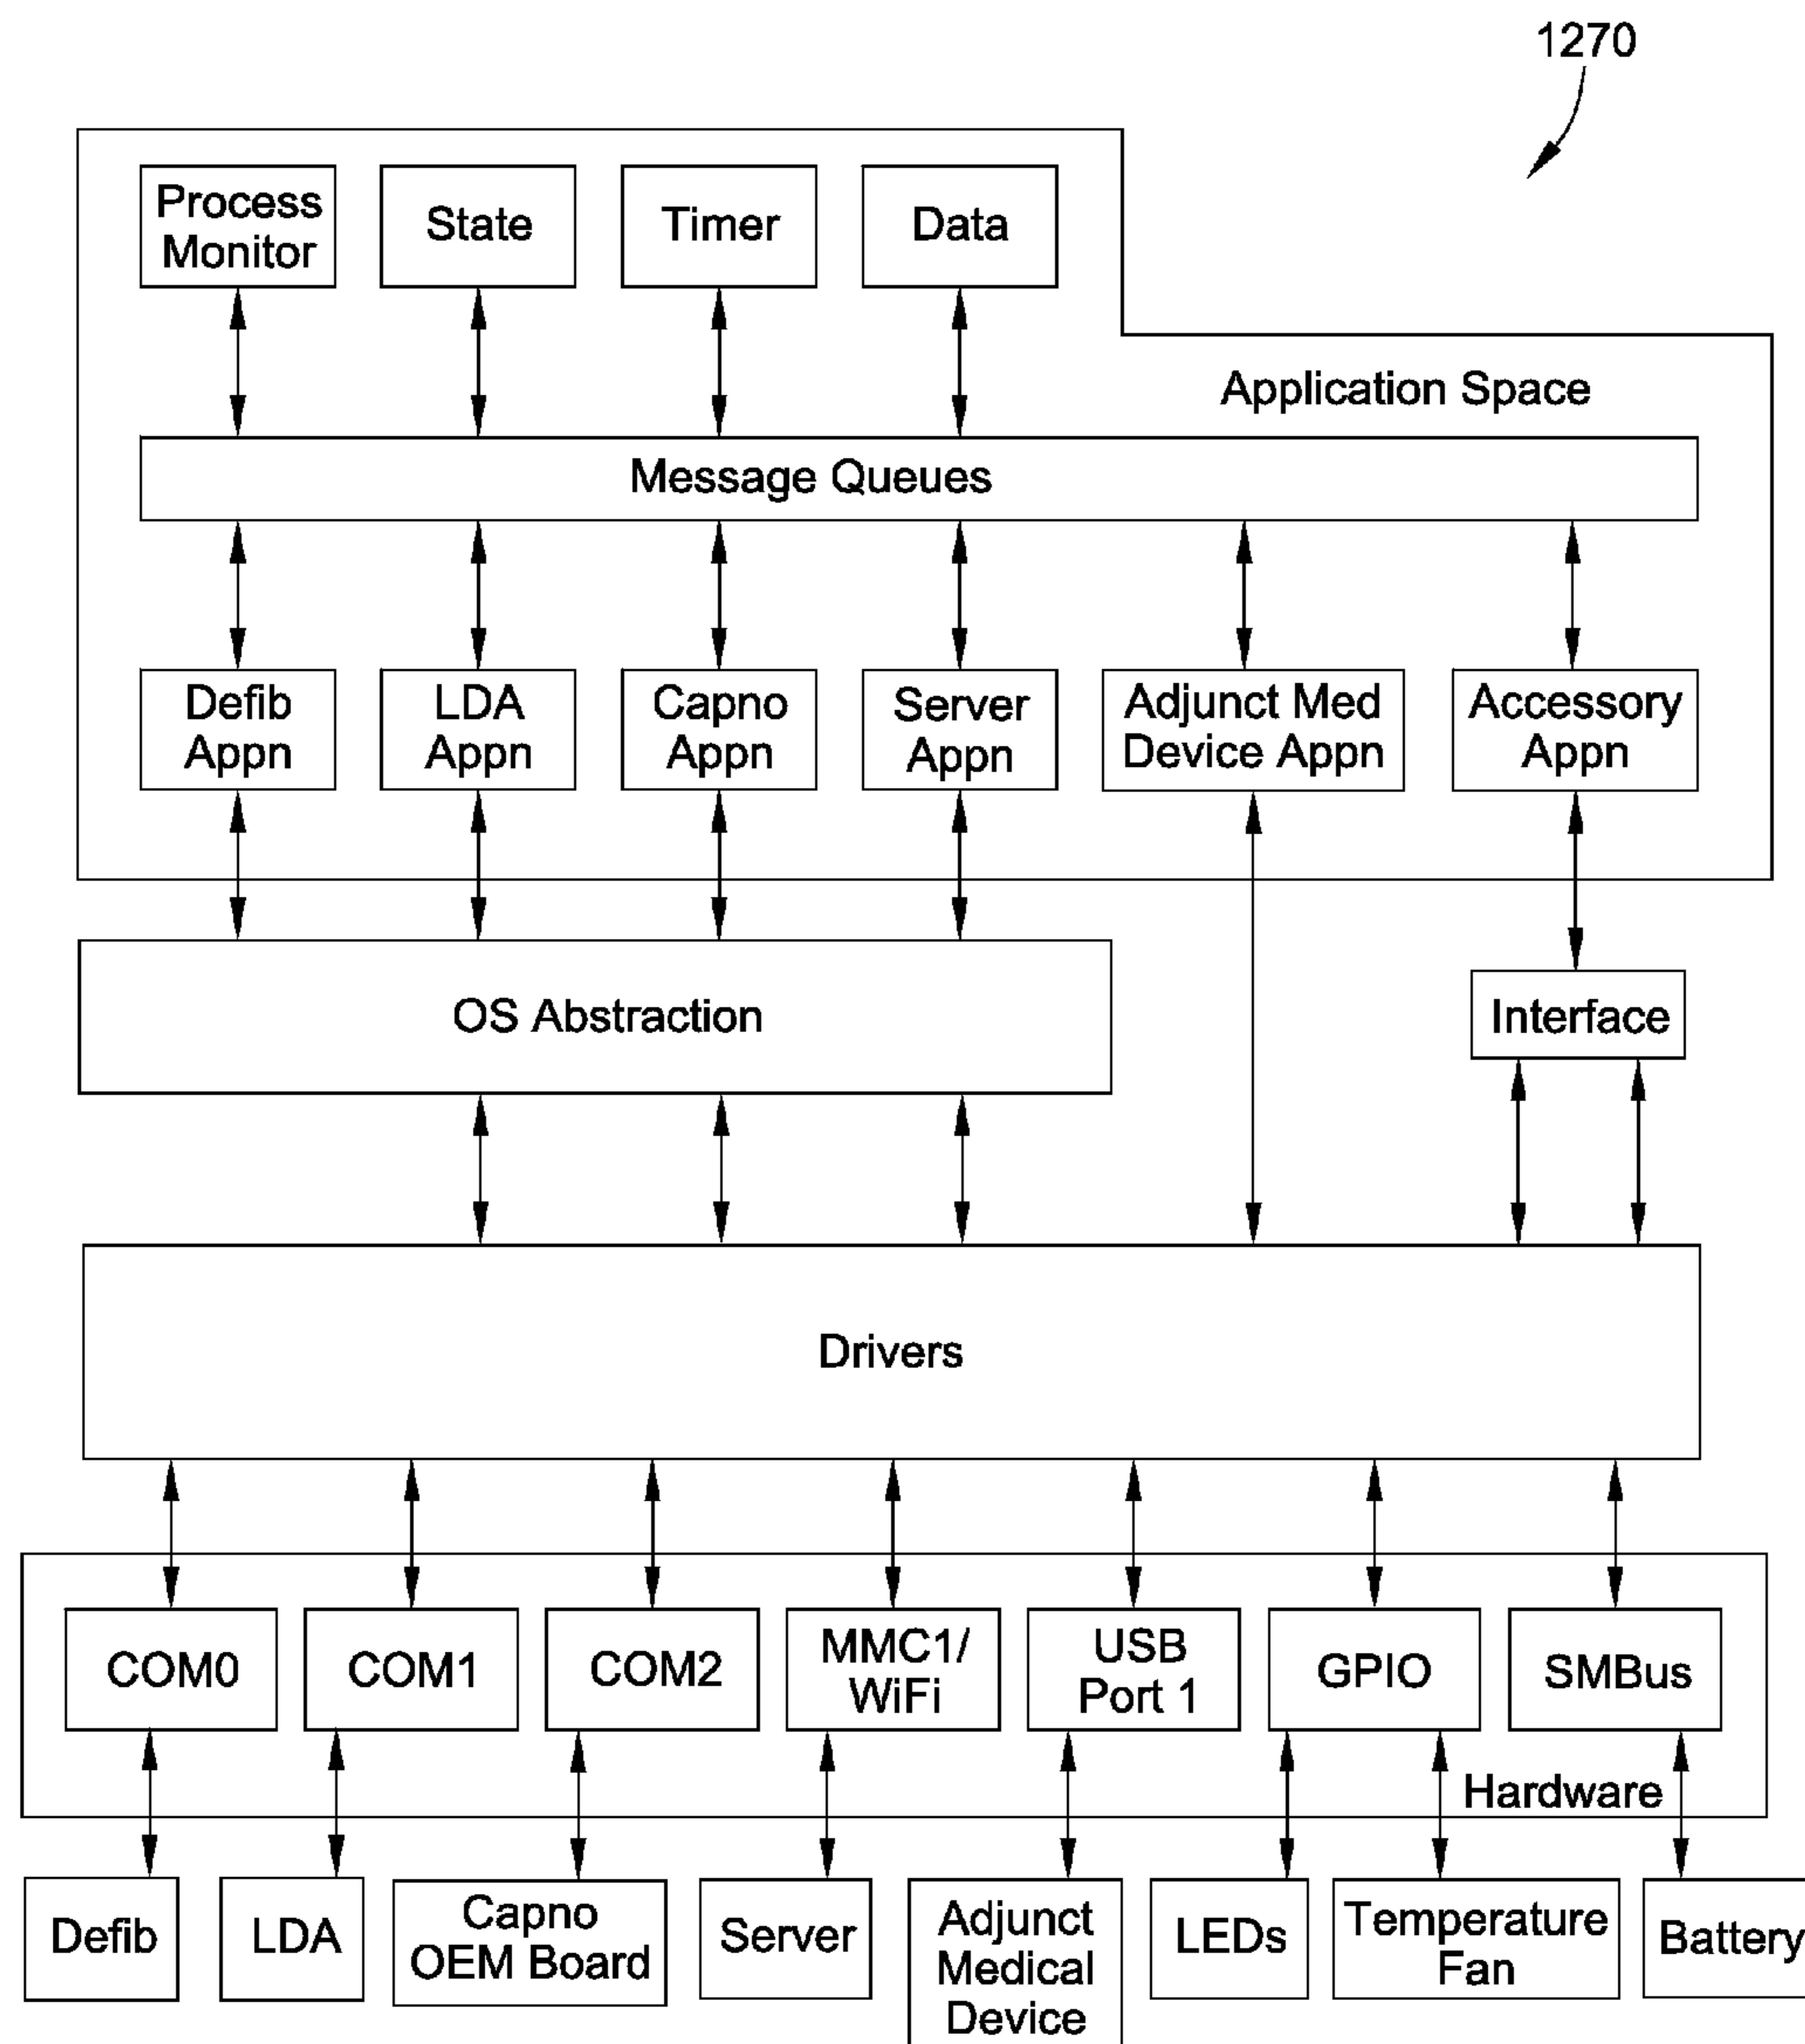 1270
Process
Monitor
State
Timer
Data
Application Space
Message Queues
Defib
Appn
LDA
Appn
Capno
Appn
Server
Appn
Adjunct Med
Device Appn
Accessory
Appn
OS Abstraction
Interface
Drivers
COM0
COM1
COM2
MMC1/
WiFi
USB
Port 1
GPIO
SMBus
Hardware
Defib
LDA
Capno
OEM Board
Server
Adjunct
Medical
Device
LEDs
Temperature
Fan
Battery